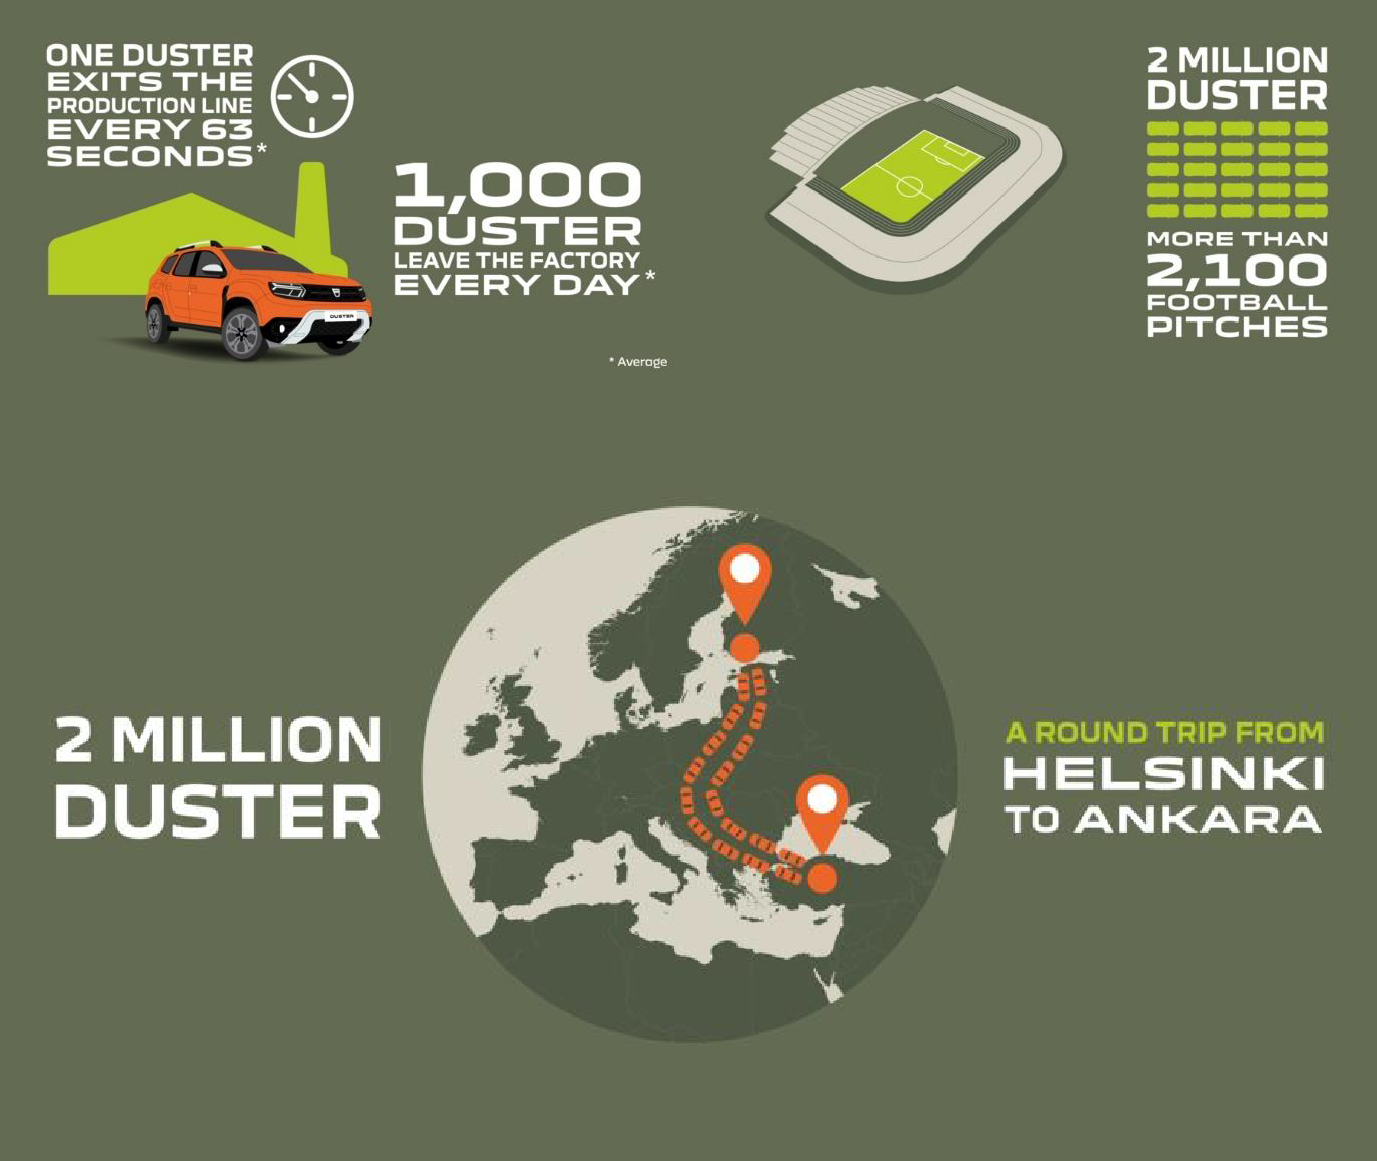 ONE DUSTER
EXITS THE
PRODUCTION LINE
EVERY 63
SECONDS*
1,000
DUSTER
LEAVE THE FACTORY
EVERY DAY*
DUSTER
* Average
2 MILLION
DUSTER
MORE THAN
2,100
FOOTBALL
PITCHES
2 MILLION
DUSTER
A ROUND TRIP FROM
HELSINKI
TO ANKARA